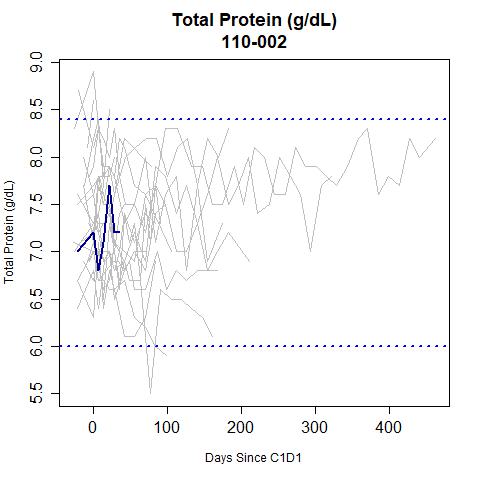 Total Protein (g/dL)
110-002
Total Protein (g/dL)
9.0
8.5
8.0
7.5
7.0
6.5
6.0
5.5
0 100 200 300 400
Days Since C1D1